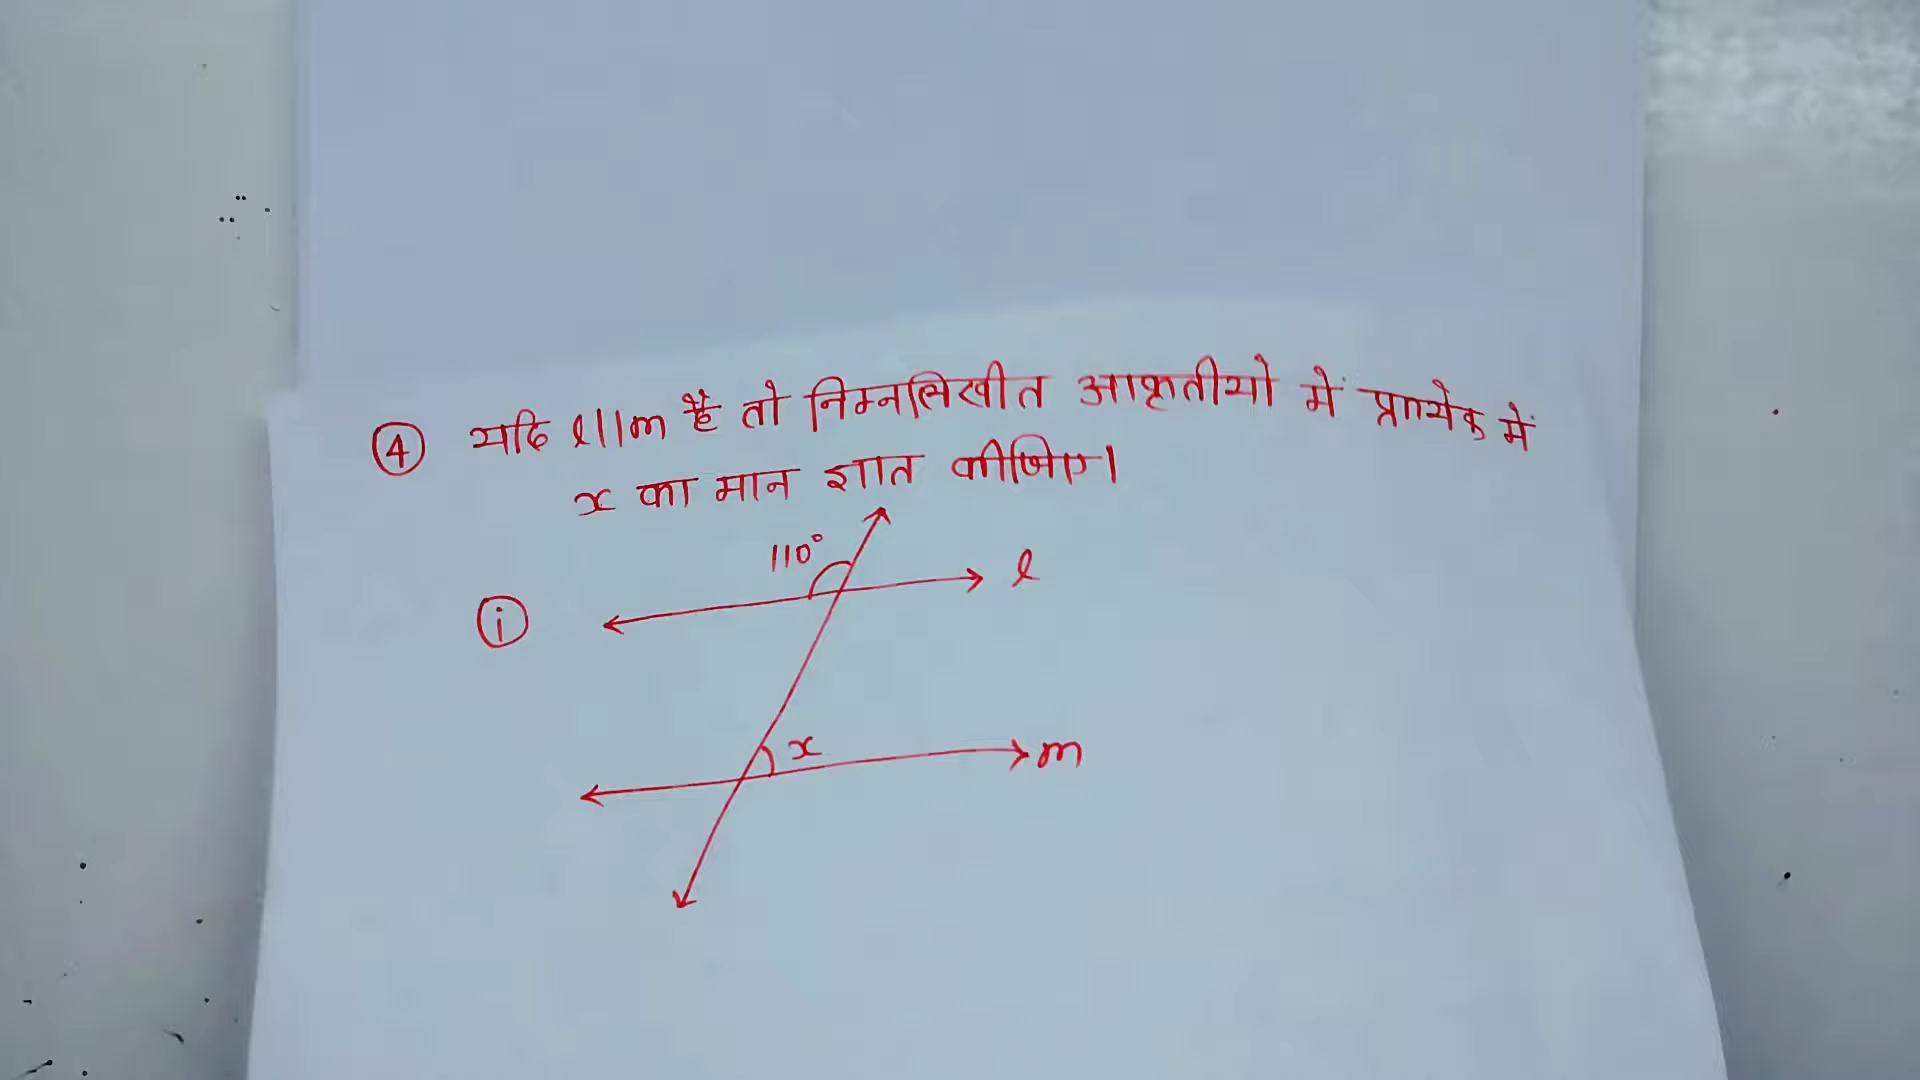 ④ यदि l||m है तो निम्नलिखीत आकृतीयो में प्रत्येक में
x का मान ज्ञात कीजिए।
110°
l
i
x
m